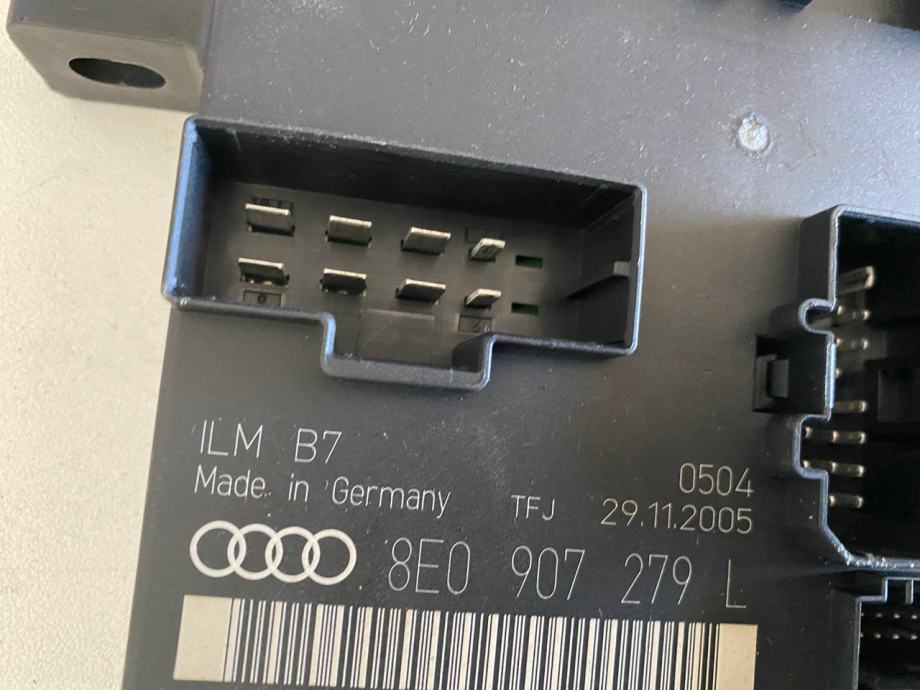 ILM B7
0504
Made in Germany TFJ 29.11.2005
8E0 907 279 L